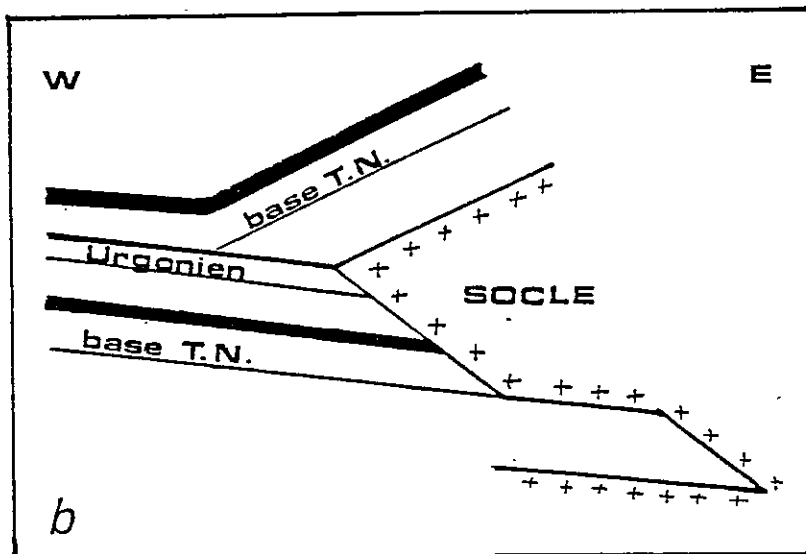 W
E
base T.N.
Urgonien
SOCLE
base T.N.
b